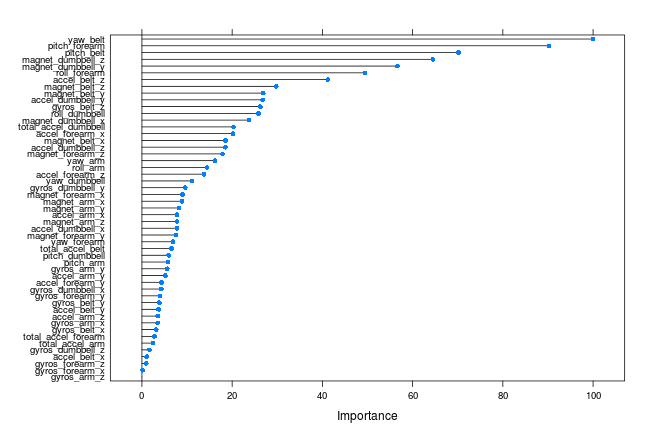 yaw_belt
pitch_forearm
pitch_belt
magnet_dumbbell_z
magnet_dumbbell_y
roll_forearm
accel_belt_z
magnet_belt_z
magnet_belt_y
accel_dumbbell_y
gyros_belt_z
roll_dumbbell
magnet_dumbbell_x
total_accel_dumbbell
accel_forearm_x
magnet_belt_x
accel_dumbbell_z
magnet_forearm_z
yaw_arm
roll_arm
accel_forearm_z
yaw_dumbbell
gyros_dumbbell_y
magnet_forearm_x
magnet_arm_x
magnet_arm_y
accel_arm_x
magnet_arm_z
accel_dumbbell_x
magnet_forearm_y
yaw_forearm
total_accel_belt
pitch_dumbbell
pitch_arm
gyros_arm_y
accel_arm_y
accel_forearm_y
gyros_dumbbell_x
gyros_forearm_y
gyros_belt_y
accel_belt_y
accel_arm_z
gyros_arm_x
gyros_belt_x
total_accel_forearm
total_accel_arm
gyros_dumbbell_z
accel_belt_x
gyros_forearm_z
gyros_forearm_x
gyros_arm_z
0 20 40 60 80 100
Importance